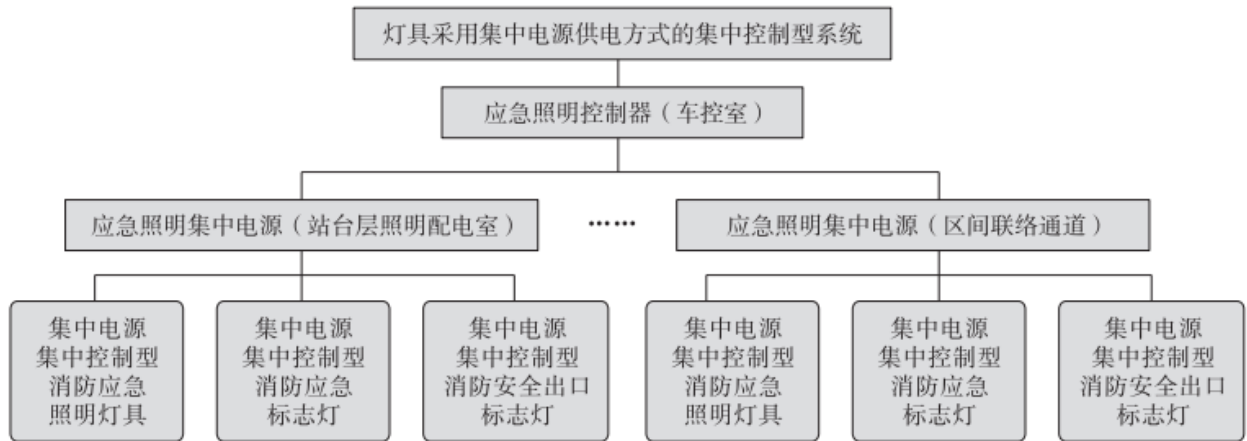 灯具采用集中电源供电方式的集中控制型系统
应急照明控制器（车控室）
应急照明集中电源（站台层照明配电室）
……
应急照明集中电源（区间联络通道）
集中电源
集中控制型
消防应急
照明灯具
集中电源
集中控制型
消防应急
标志灯
集中电源
集中控制型
消防安全出口
标志灯
集中电源
集中控制型
消防应急
照明灯具
集中电源
集中控制型
消防应急
标志灯
集中电源
集中控制型
消防安全出口
标志灯